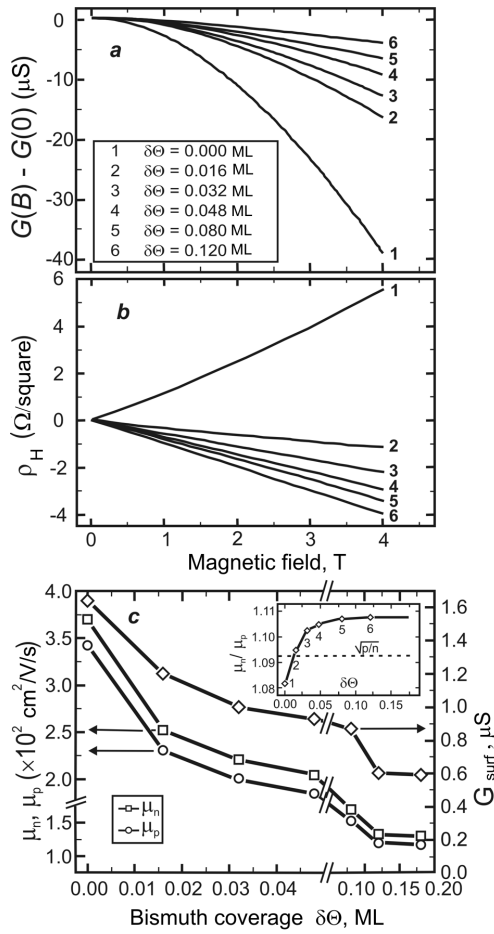 a
G(B) - G(0) (μS)
0
-10
-20
-30
-40
1 δΘ = 0.000 ML
2 δΘ = 0.016 ML
3 δΘ = 0.032 ML
4 δΘ = 0.048 ML
5 δΘ = 0.080 ML
6 δΘ = 0.120 ML
6
5
4
3
2
1
b
ρH (Ω/square)
6
4
2
0
-2
-4
1
2
3
4
5
6
0 1 2 3 4
Magnetic field, T
c
μn, μp (×10² cm²/V/s)
4.0
3.5
3.0
2.5
2.0
1.5
1.0
μn
μp
μn/ μp
1.11
1.10
1.09
1.08
1
2
3
4
5
6
√p/n
0.00 0.05 0.10 0.15
δΘ
1.6
1.4
1.2
1.0
0.8
0.6
0.4
0.2
0.0
Gsurf, μS
0.00 0.01 0.02 0.03 0.04 0.10 0.15 0.20
Bismuth coverage δΘ, ML